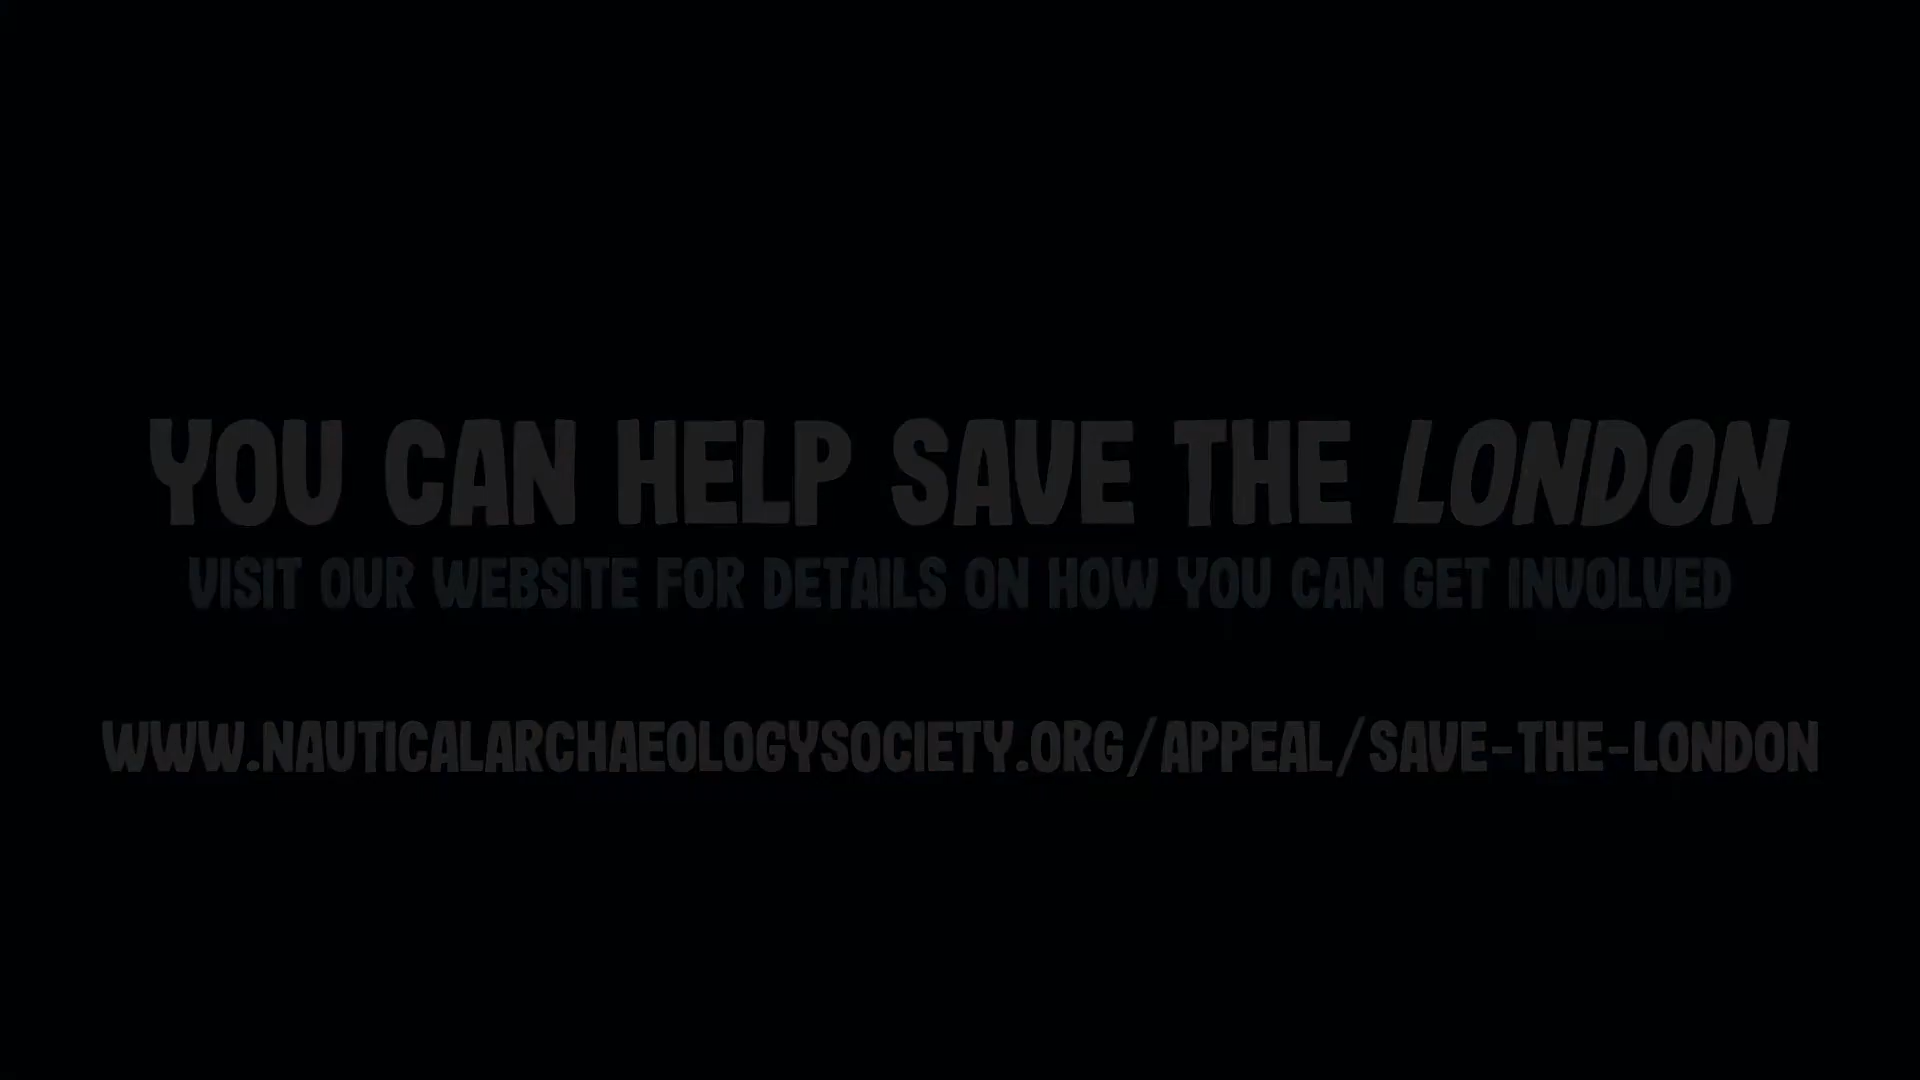 YOU CAN HELP SAVE THE LONDON
VISIT OUR WEBSITE FOR DETAILS ON HOW YOU CAN GET INVOLVED
WWW.NAUTICALARCHAEOLOGYSOCIETY.ORG/APPEAL/SAVE-THE-LONDON